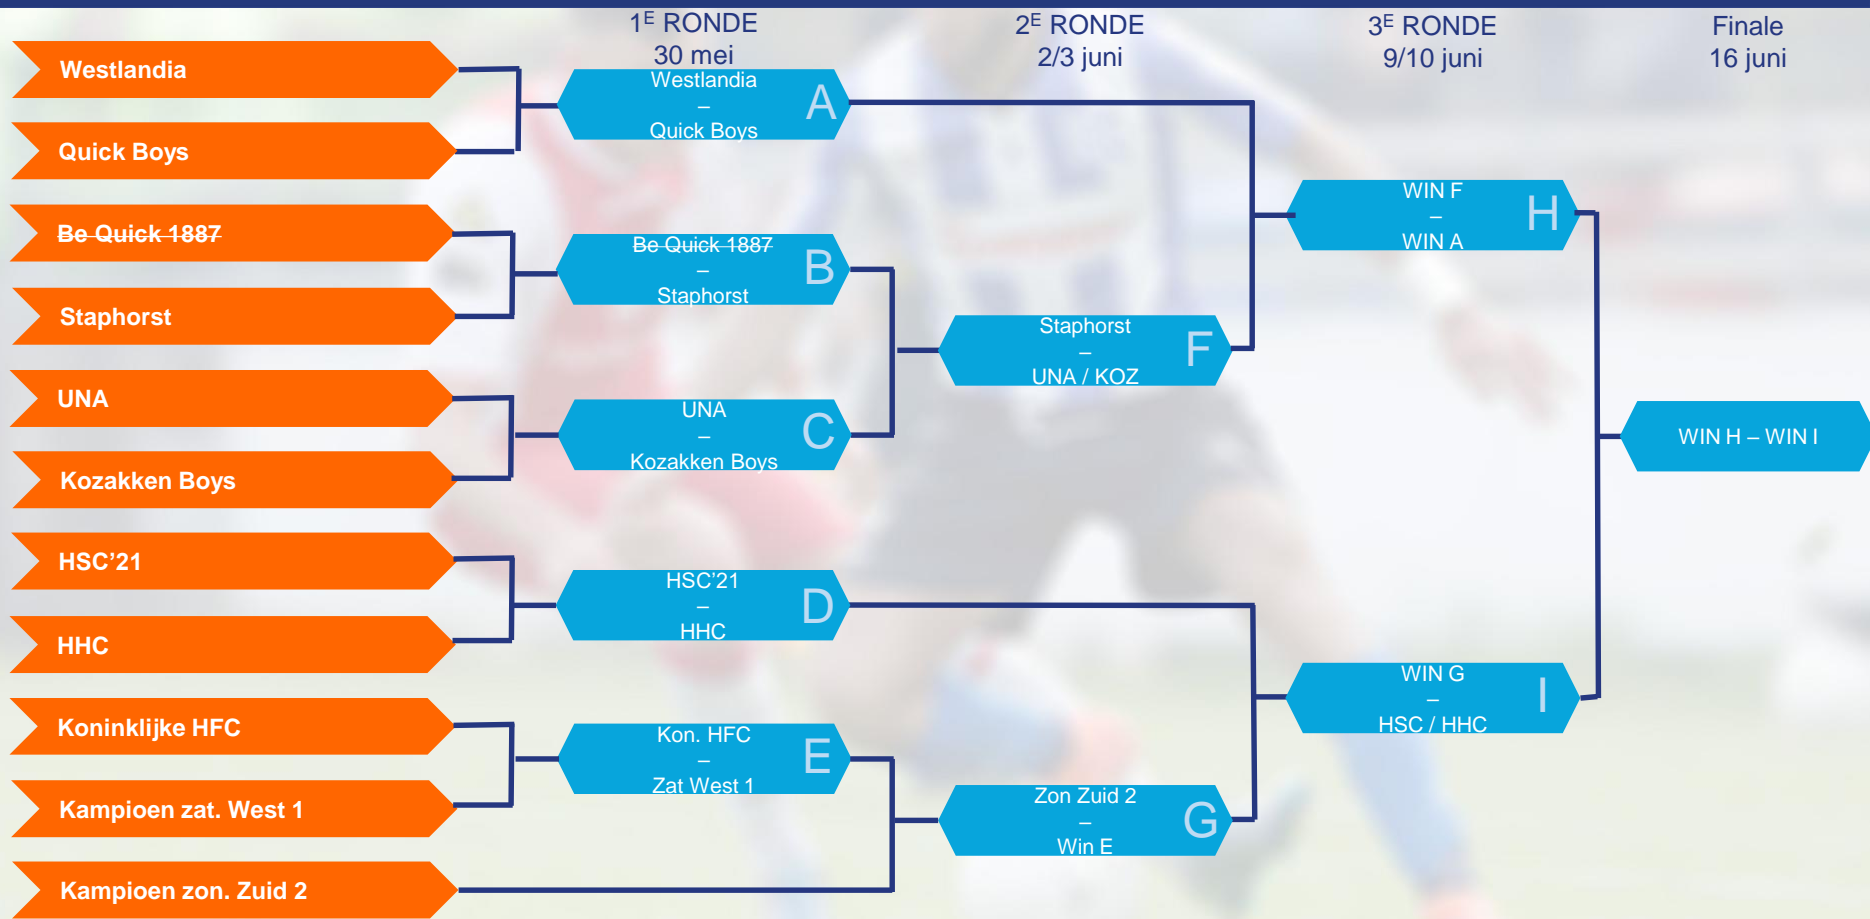 1E RONDE
30 mei
2E RONDE
2/3 juni
3E RONDE
9/10 juni
Finale
16 juni
Westlandia
Quick Boys
Be Quick 1887
Staphorst
UNA
Kozakken Boys
HSC'21
HHC
Koninklijke HFC
Kampioen zat. West 1
Kampioen zon. Zuid 2
Westlandia
–
Quick Boys
A
Be Quick 1887
–
Staphorst
B
UNA
–
Kozakken Boys
C
HSC'21
–
HHC
D
Kon. HFC
–
Zat West 1
E
Staphorst
–
UNA / KOZ
F
Zon Zuid 2
–
Win E
G
WIN F
–
WIN A
H
WIN G
–
HSC / HHC
I
WIN H – WIN I